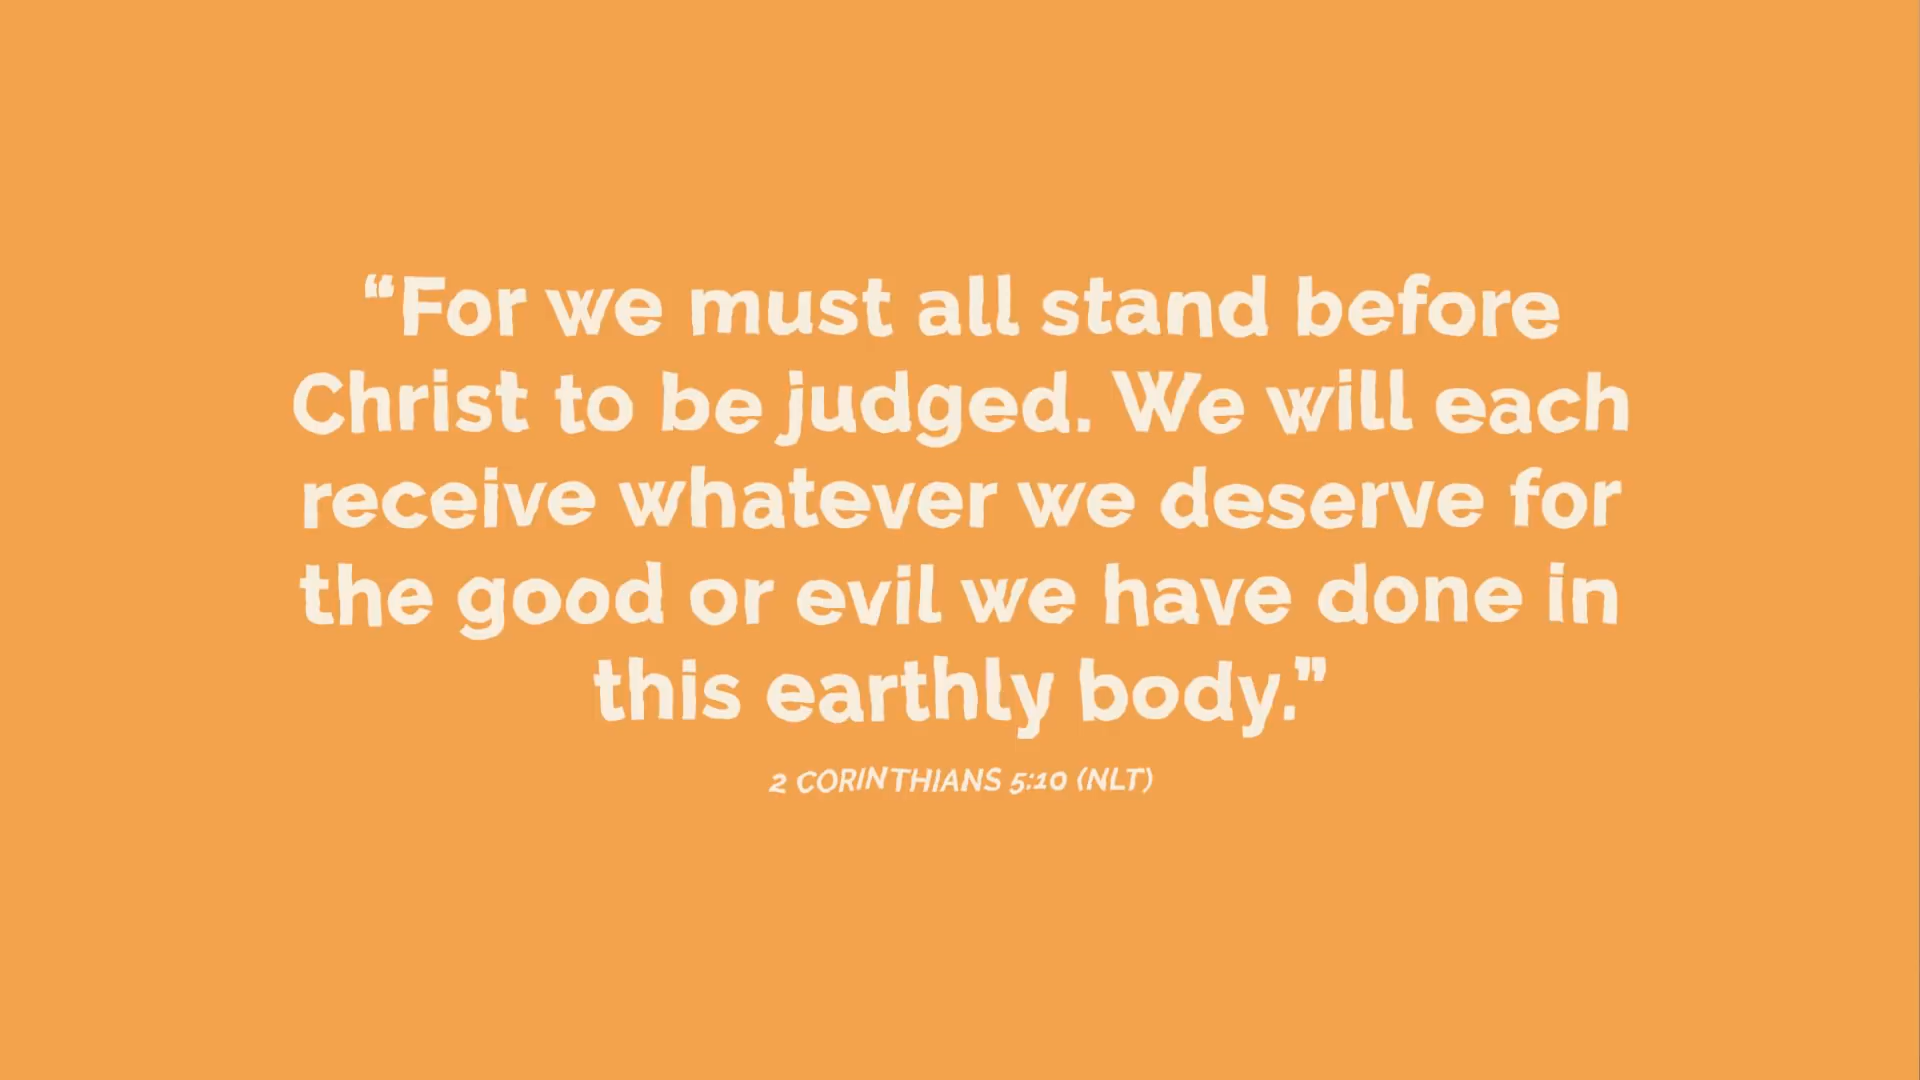 “For we must all stand before
Christ to be judged. We will each
receive whatever we deserve for
the good or evil we have done in
this earthly body.”
2 CORINTHIANS 5:10 (NLT)